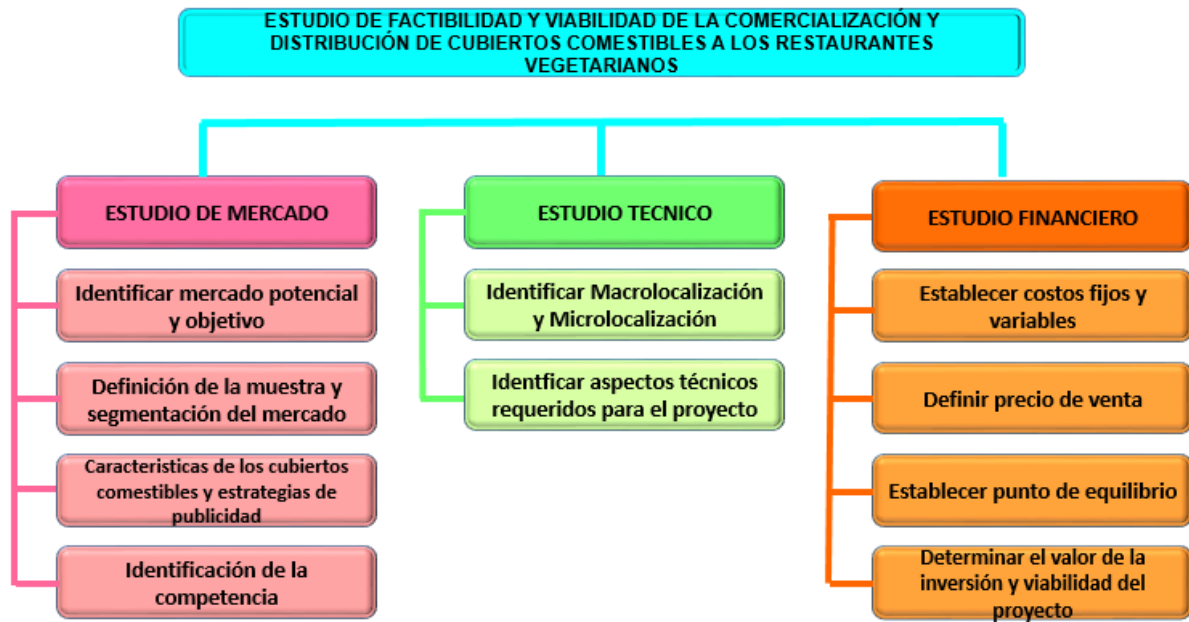 ESTUDIO DE FACTIBILIDAD Y VIABILIDAD DE LA COMERCIALIZACIÓN Y
DISTRIBUCIÓN DE CUBIERTOS COMESTIBLES A LOS RESTAURANTES
VEGETARIANOS
ESTUDIO DE MERCADO
Identificar mercado potencial
y objetivo
Definición de la muestra y
segmentación del mercado
Caracteristicas de los cubiertos
comestibles y estrategias de
publicidad
Identificación de la
competencia
ESTUDIO TECNICO
Identificar Macrolocalización
y Microlocalización
Identficar aspectos técnicos
requeridos para el proyecto
ESTUDIO FINANCIERO
Establecer costos fijos y
variables
Definir precio de venta
Establecer punto de equilibrio
Determinar el valor de la
inversión y viabilidad del
proyecto